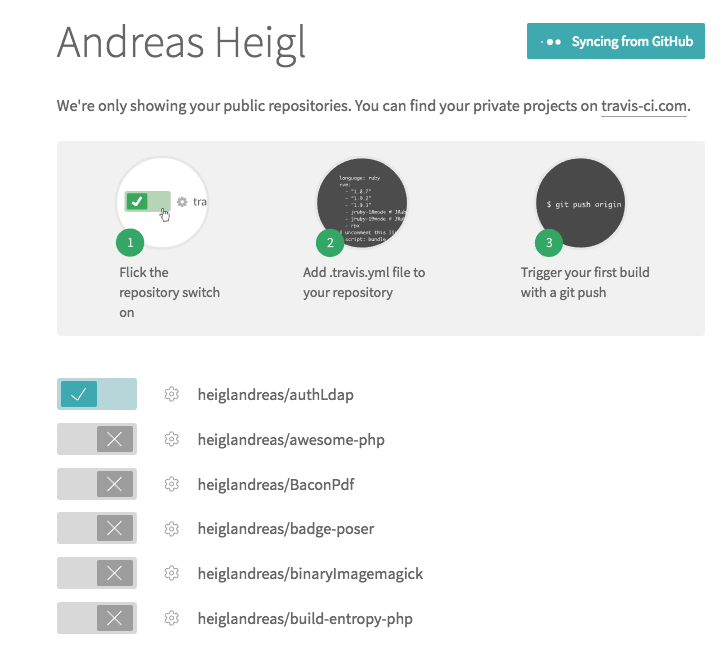 Andreas Heigl
Syncing from GitHub
We're only showing your public repositories. You can find your private projects on travis-ci.com.
tra
language: ruby
rvm:
- "1.8.7"
- "1.9.2"
- "1.9.3"
- jruby-18mode # JRub
- jruby-19mode # JRub
- rbx
# uncomment this li
script: bundle
$ git push origin
1
2
3
Flick the
repository switch
on
Add .travis.yml file to
your repository
Trigger your first build
with a git push
heiglandreas/authLdap
heiglandreas/awesome-php
heiglandreas/BaconPdf
heiglandreas/badge-poser
heiglandreas/binaryImagemagick
heiglandreas/build-entropy-php